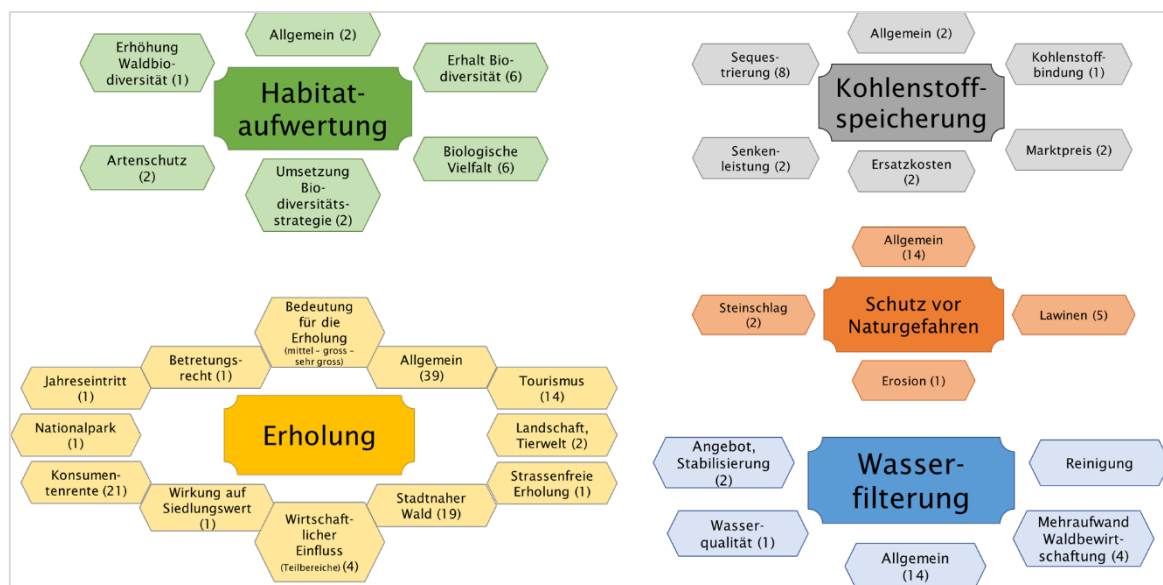 Allgemein (2)
Erhöhung
Waldbio-
diversität (1)
Erhalt Bio-
diversität (6)
Habitat-
aufwertung
Artenschutz
(2)
Umsetzung
Bio-
diversitäts-
strategie (2)
Biologische
Vielfalt (6)
Allgemein (2)
Seques-
trierung (8)
Kohlenstoff-
bindung (1)
Kohlenstoff-
speicherung
Senken-
leistung (2)
Ersatzkosten
(2)
Marktpreis (2)
Allgemein
(14)
Steinschlag
(2)
Schutz vor
Naturgefahren
Lawinen (5)
Erosion (1)
Bedeutung
für die
Erholung
(mittel – gross –
sehr gross)
Betretungs-
recht (1)
Allgemein
(39)
Jahreseintritt
(1)
Tourismus
(14)
Nationalpark
(1)
Erholung
Landschaft,
Tierwelt (2)
Konsumen-
tenrente (21)
Strassenfreie
Erholung (1)
Wirkung auf
Siedlungswert
(1)
Wirtschaft-
licher
Einfluss
(Teilbereiche) (4)
Stadtnaher
Wald (19)
Angebot,
Stabilisierung
(2)
Wasser-
filterung
Reinigung
Wasser-
qualität (1)
Allgemein
(14)
Mehraufwand
Waldbewirt-
schaftung (4)